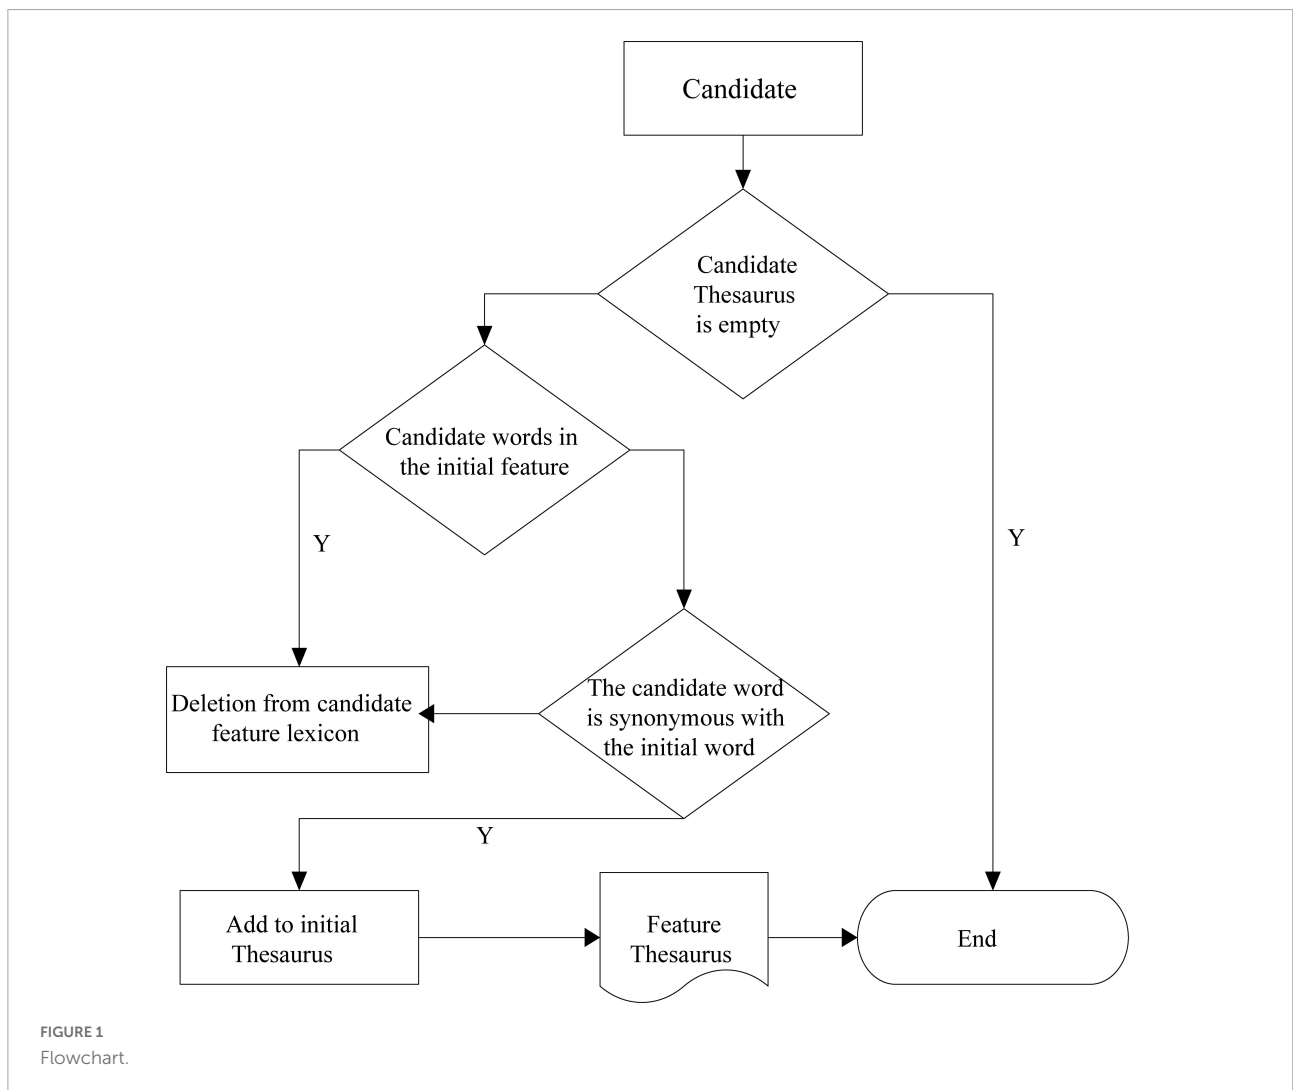 Candidate
Candidate
Thesaurus
is empty
Candidate words in
the initial feature
Y
Y
The candidate word
is synonymous with
the initial word
Deletion from candidate
feature lexicon
Y
Add to initial
Thesaurus
Feature
Thesaurus
End
FIGURE 1
Flowchart.